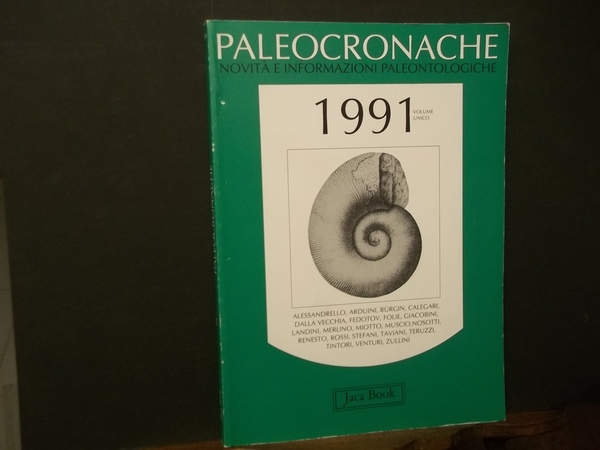 PALEOCRONACHE
NOVITÀ E INFORMAZIONI PALEONTOLOGICHE
1991
VOLUME
UNICO
ALESSANDRELLO, ARDUINI, BÜRGIN, CALEGARI,
DALLA VECCHIA, FEDOTOV, FOLIE, GIACOBINI,
LANDINI, MERLINO, MIOTTO, MUSCIO,NOSOTTI,
RENESTO, ROSSI, STEFANI, TAVIANI, TERUZZI,
TINTORI, VENTURI, ZULLINI
Jaca Book